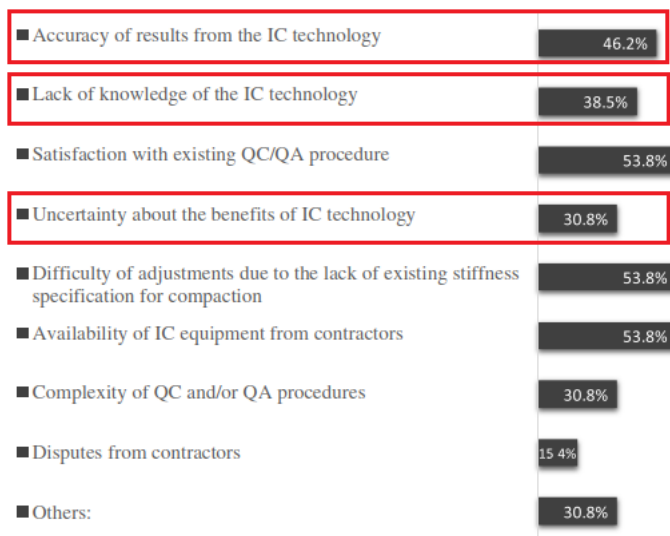 Accuracy of results from the IC technology 46.2%
Lack of knowledge of the IC technology 38.5%
Satisfaction with existing QC/QA procedure 53.8%
Uncertainty about the benefits of IC technology 30.8%
Difficulty of adjustments due to the lack of existing stiffness
specification for compaction 53.8%
Availability of IC equipment from contractors 53.8%
Complexity of QC and/or QA procedures 30.8%
Disputes from contractors 15 4%
Others: 30.8%